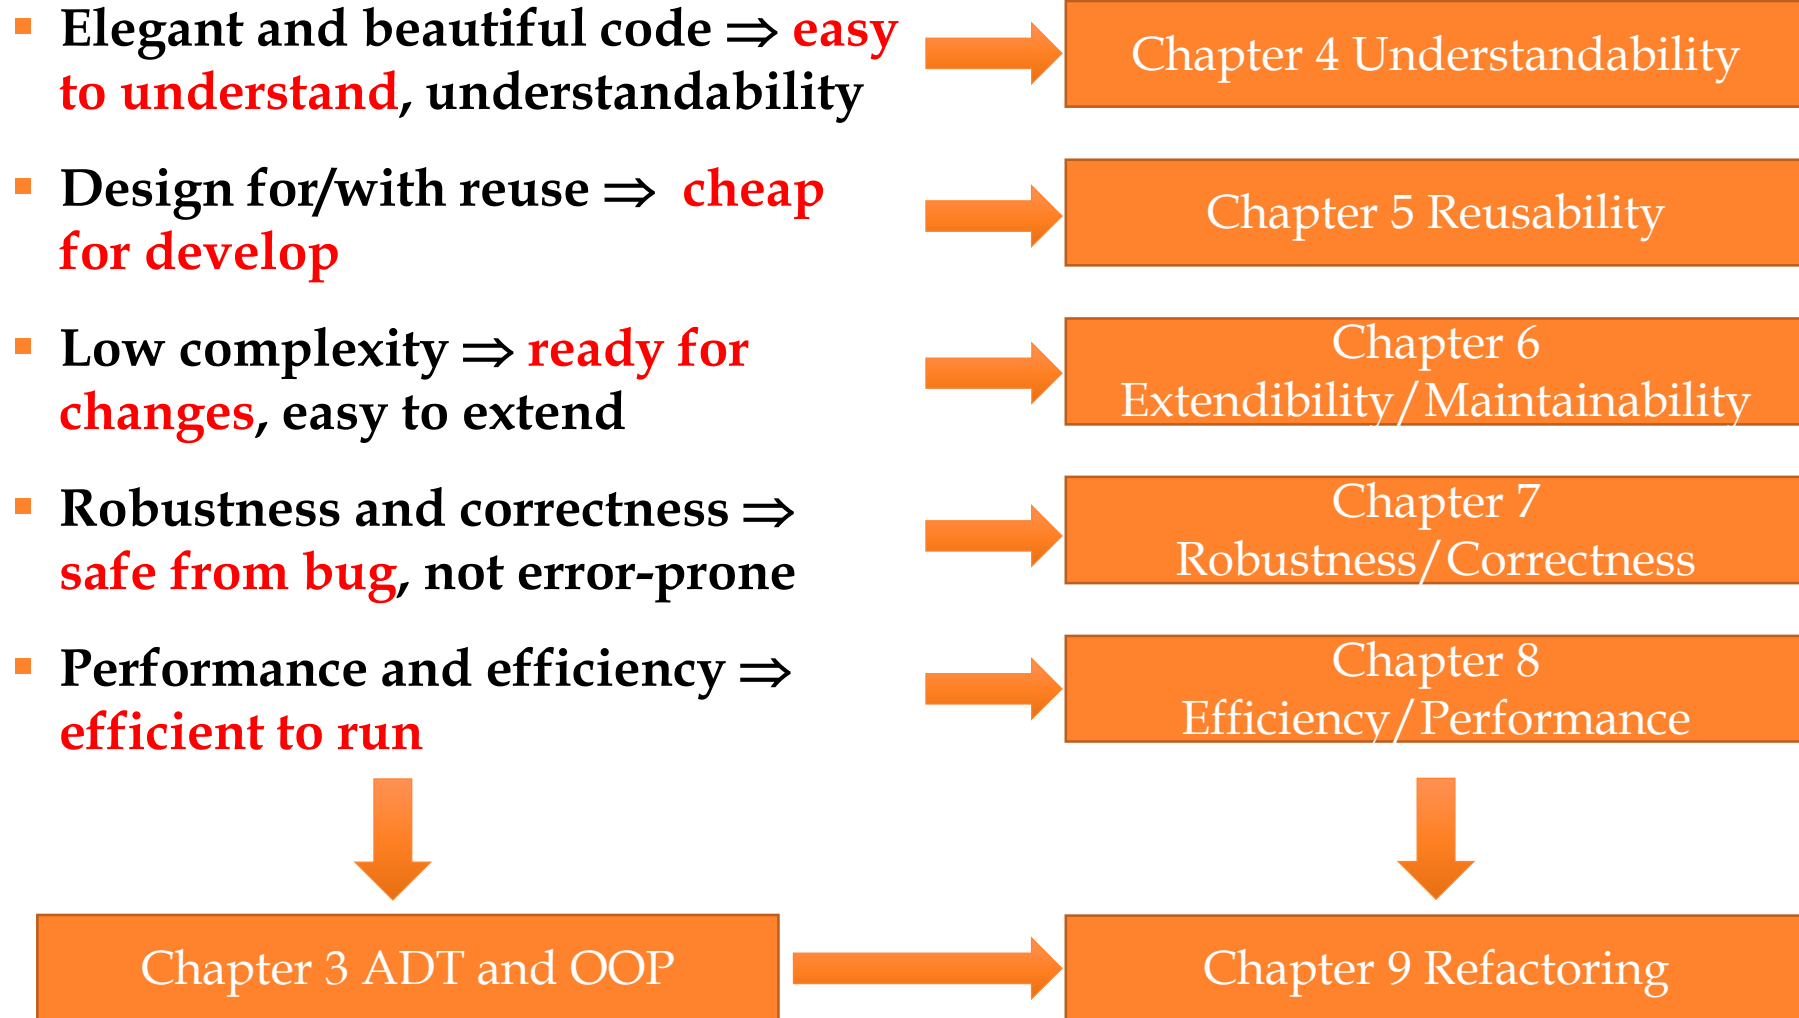 ▪ Elegant and beautiful code ⇒ easy
to understand, understandability
Chapter 4 Understandability
▪ Design for/with reuse ⇒ cheap
for develop
Chapter 5 Reusability
▪ Low complexity ⇒ ready for
changes, easy to extend
Chapter 6
Extendibility/Maintainability
▪ Robustness and correctness ⇒
safe from bug, not error-prone
Chapter 7
Robustness/Correctness
▪ Performance and efficiency ⇒
efficient to run
Chapter 8
Efficiency/Performance
Chapter 3 ADT and OOP
Chapter 9 Refactoring